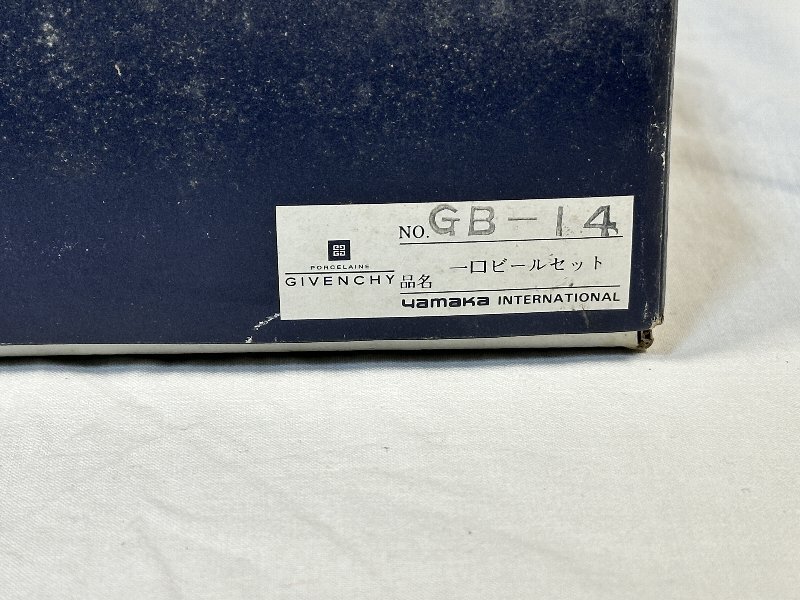 NO. GB-14
PORCELAINE
GIVENCHY
品名 一口ビールセット
yamaka INTERNATIONAL